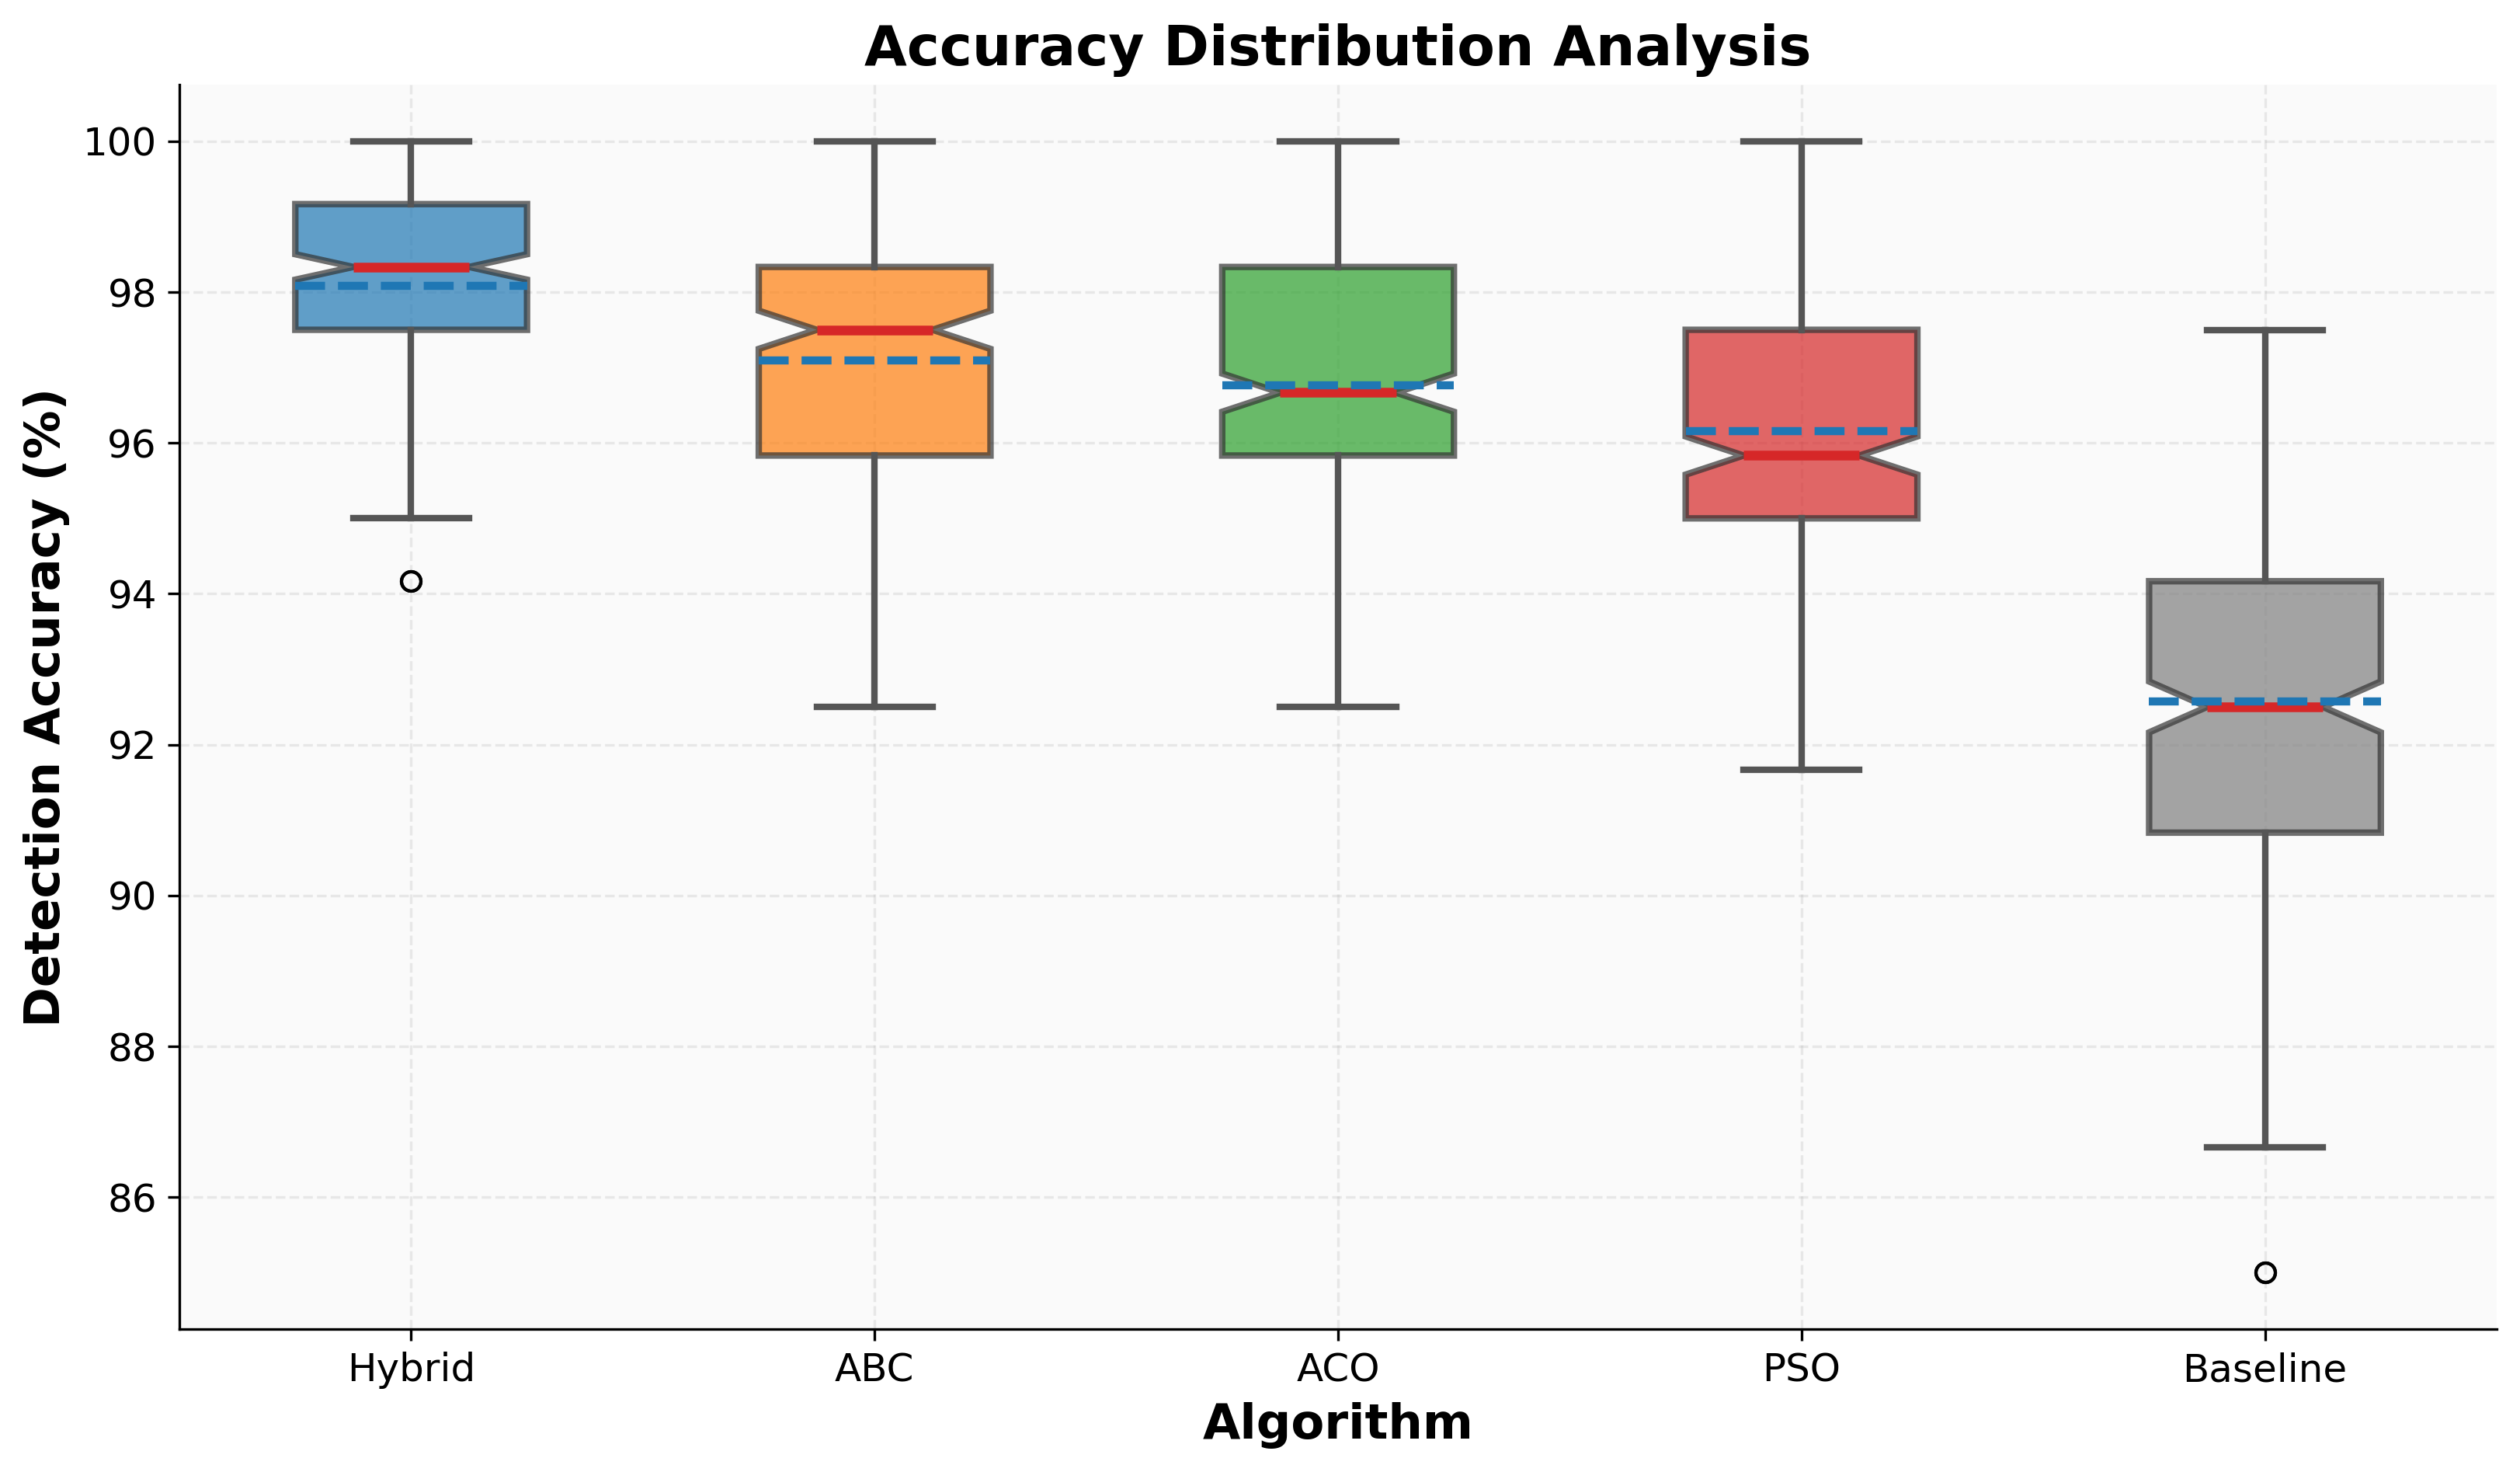 Accuracy Distribution Analysis
Detection Accuracy (%)
100
98
96
94
92
90
88
86
Hybrid ABC ACO PSO Baseline
Algorithm